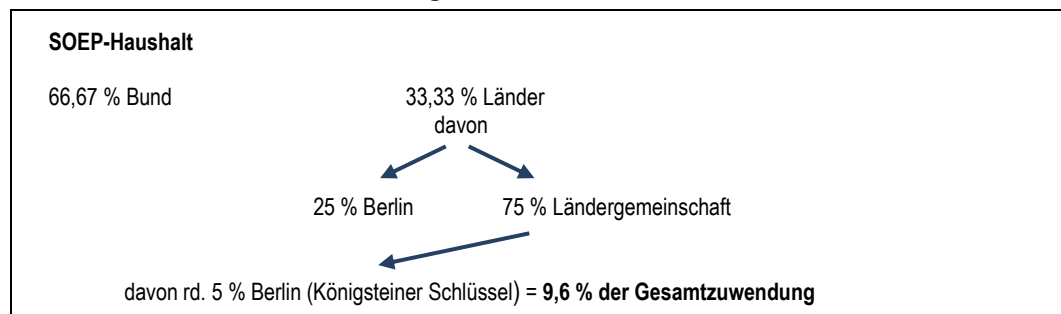 SOEP-Haushalt
66,67 % Bund 33,33 % Länder
davon
25 % Berlin 75 % Ländergemeinschaft
davon rd. 5 % Berlin (Königsteiner Schlüssel) = 9,6 % der Gesamtzuwendung